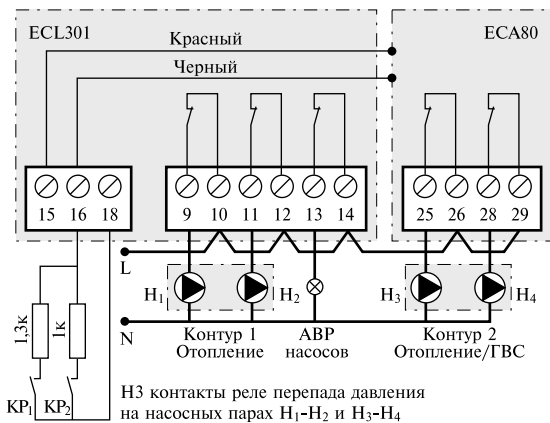 ECL301
ECA80
Красный
Черный
15 16 18
9 10 11 12 13 14
25 26 28 29
L
H1
H2
H3
H4
N
1,3к
1к
Контур 1
Отопление
АВР
насосов
Контур 2
Отопление/ГВС
KP1
KP2
НЗ контакты реле перепада давления
на насосных парах H1-H2 и H3-H4